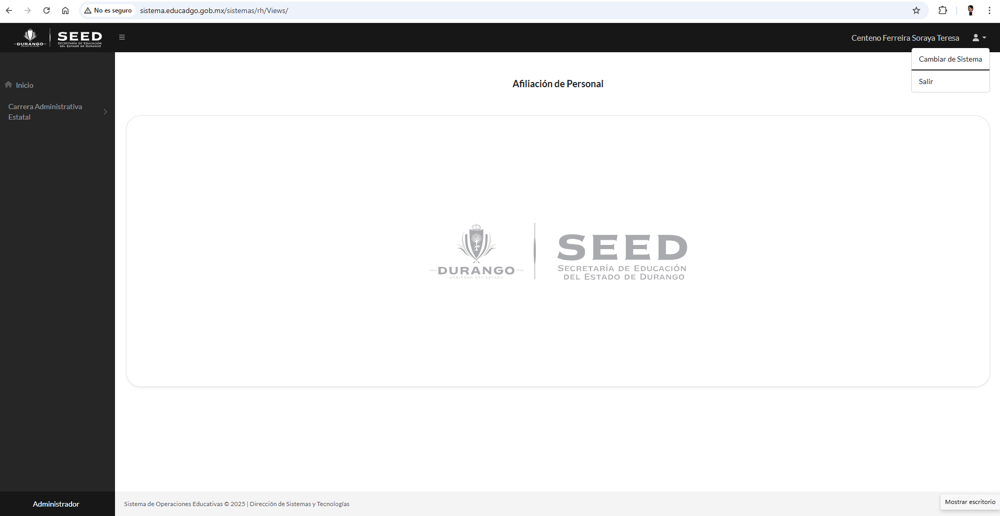 No es seguro sistema.educadgo.gob.mx/sistemas/rh/Views/
DURANGO
SEED
SECRETARÍA DE EDUCACIÓN
DEL ESTADO DE DURANGO
Centeno Ferreira Soraya Teresa
Cambiar de Sistema
Salir
Inicio
Carrera Administrativa
Estatal
Afiliación de Personal
DURANGO
GOBIERNO DEL ESTADO
SEED
SECRETARÍA DE EDUCACIÓN
DEL ESTADO DE DURANGO
Administrador
Sistema de Operaciones Educativas © 2025 | Dirección de Sistemas y Tecnologías
Mostrar escritorio